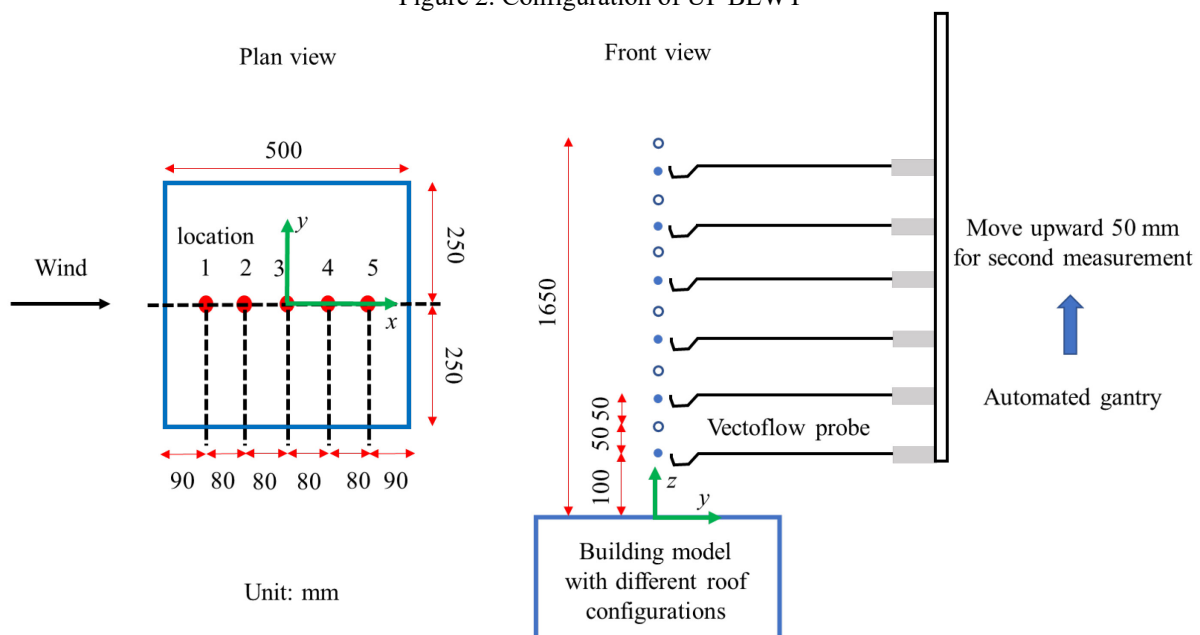 Figure 2. Configuration of UF BLWT
Plan view
Front view
500
location
y
1 2 3 4 5
x
Wind
250
250
90 80 80 80 80 90
Unit: mm
1650
50
50
100
z
y
Vectoflow probe
Move upward 50 mm
for second measurement
Automated gantry
Building model
with different roof
configurations